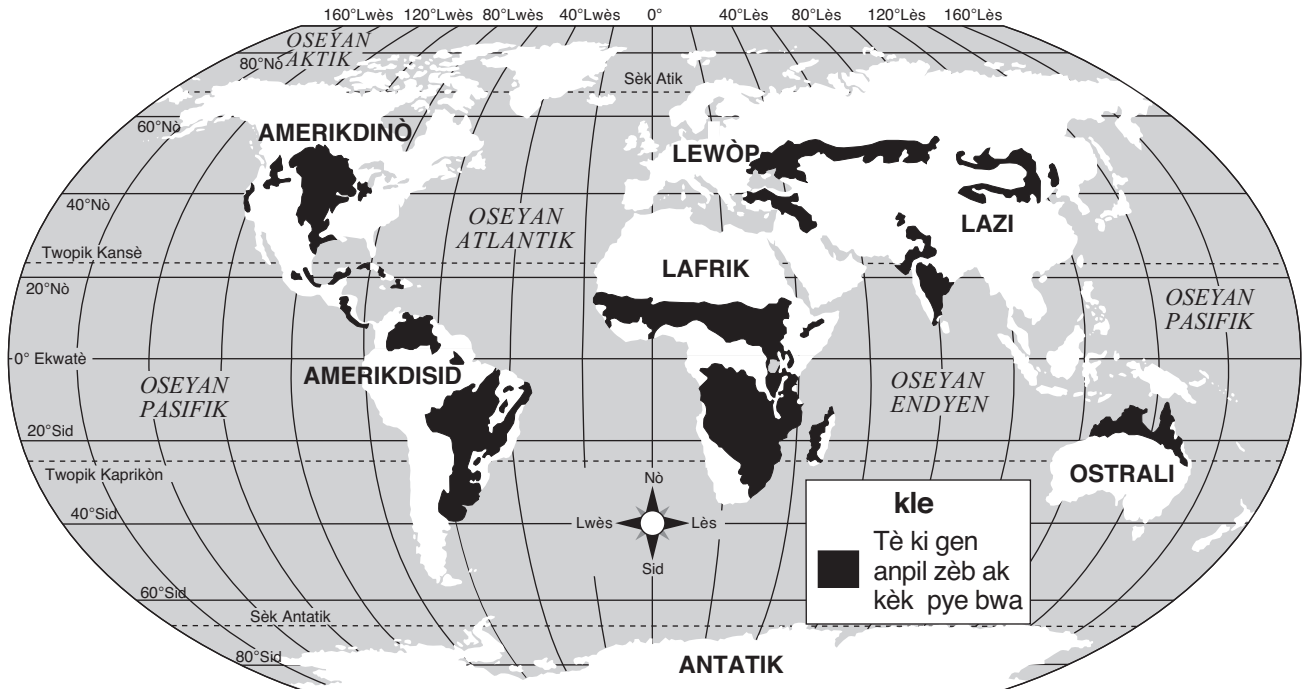 160°Lwès 120°Lwès 80°Lwès 40°Lwès 0° 40°Lès 80°Lès 120°Lès 160°Lès
OSEYAN
AKTIK
80°Nò
Sèk Atik
60°Nò
AMERIKDINÒ
LEWÒP
40°Nò
OSEYAN
ATLANTIK
LAZI
Twopik Kansè
LAFRIK
20°Nò
OSEYAN
PASIFIK
0° Ekwatè
AMERIKDISID
OSEYAN
PASIFIK
OSEYAN
ENDYEN
20°Sid
Twopik Kaprikòn
OSTRALI
Nò
Lwès
Lès
Sid
40°Sid
kle
Tè ki gen
anpil zèb ak
kèk pye bwa
60°Sid
Sèk Antatik
80°Sid
ANTATIK